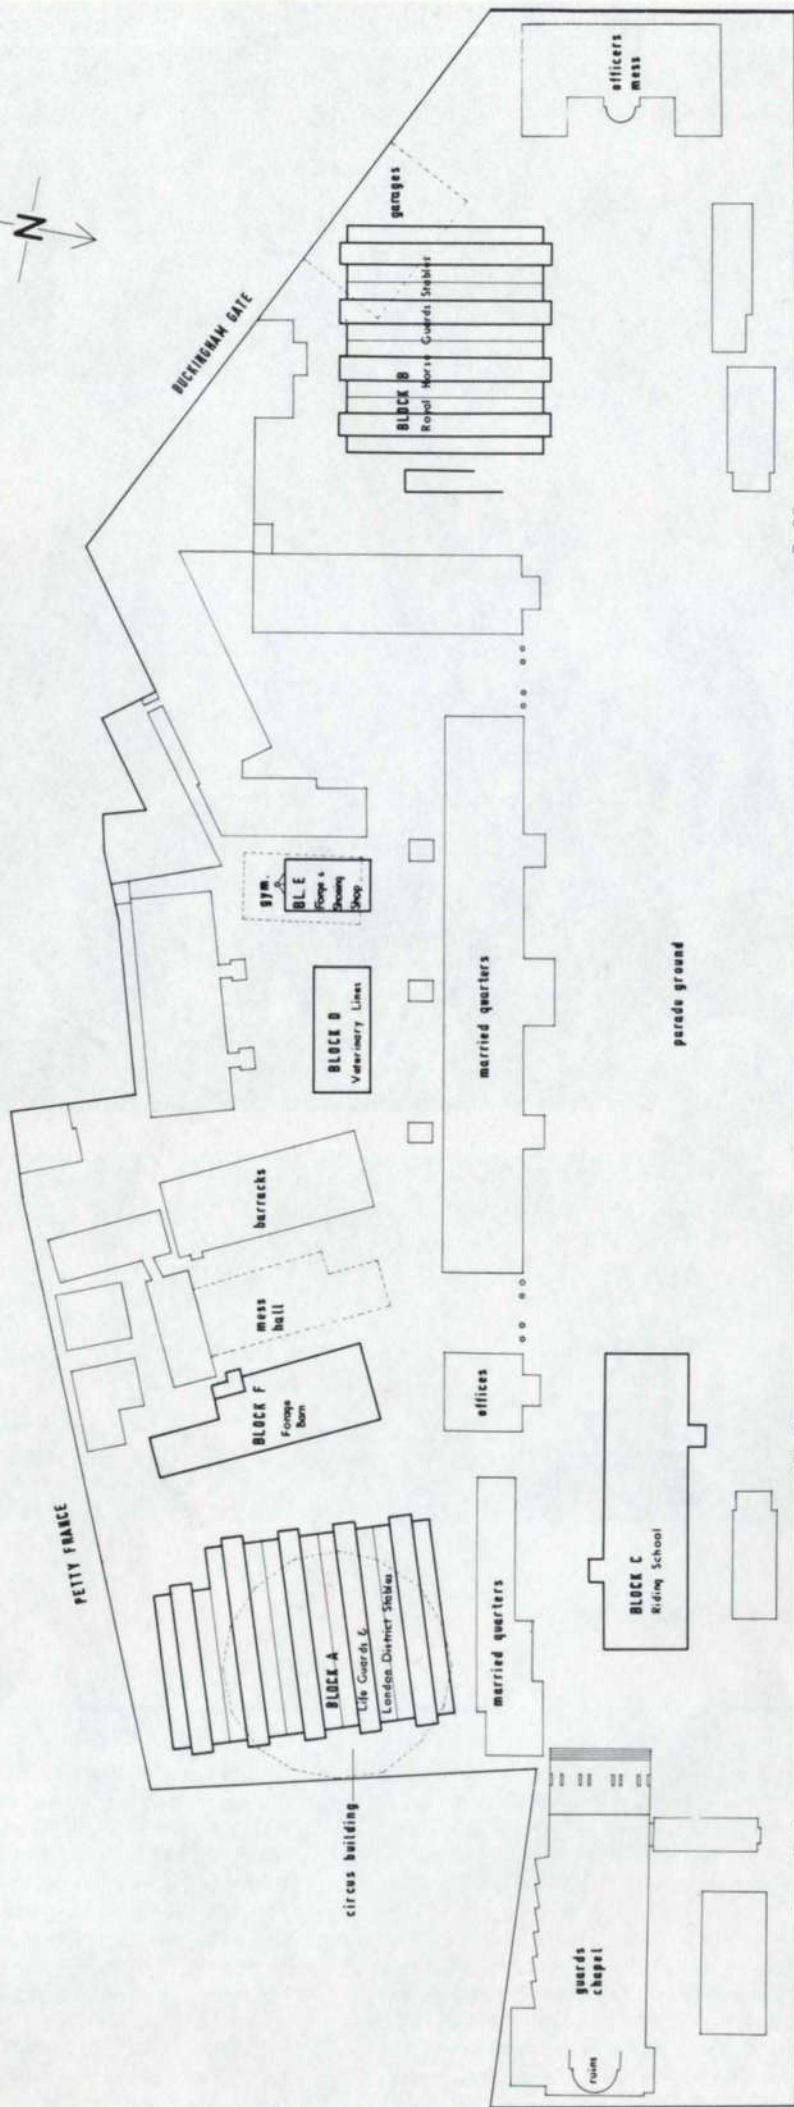 N
officers
mess
garages
BUCKINGHAM GATE
BLOCK B
Royal Horse Guards Stables
gym.
BL. E
Forge &
Shoeing
Shop
BLOCK D
Veterinary Lines
married quarters
parade ground
barracks
mess
hall
BLOCK F
Forage
Barn
offices
PETTY FRANCE
BLOCK A
Life Guards &
London District Stables
married quarters
BLOCK C
Riding School
circus building
guards
chapel
ruins